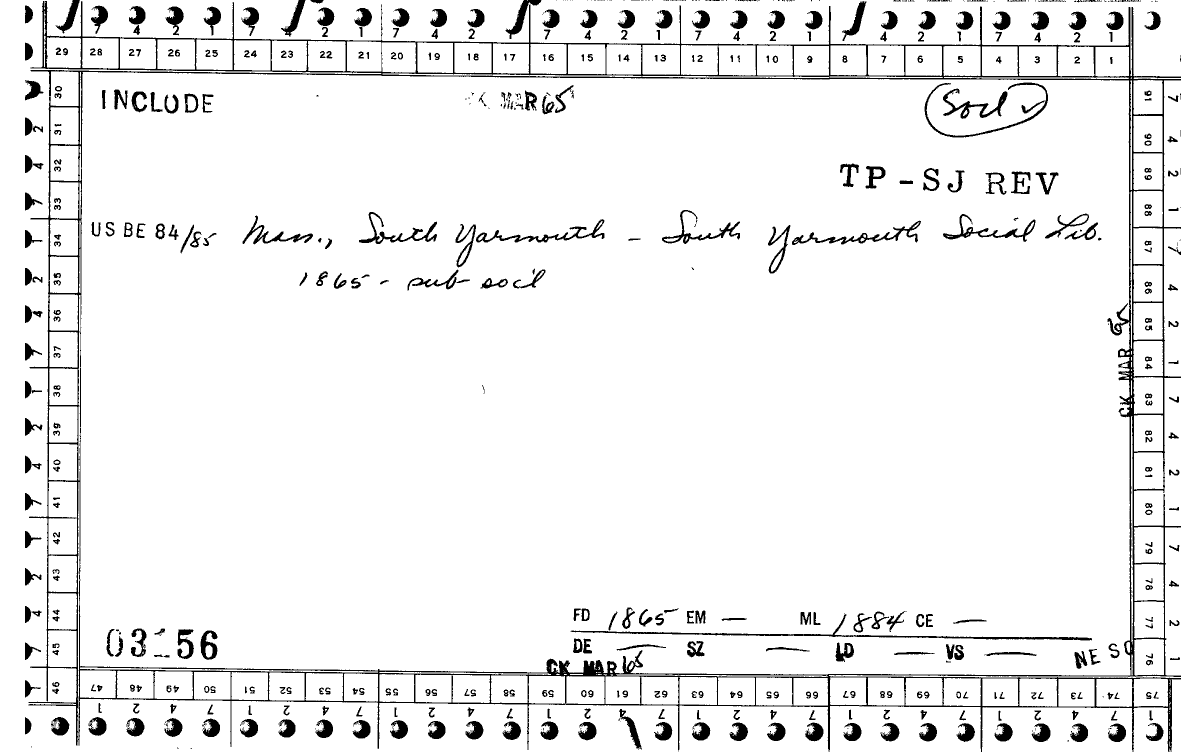 7 4 2 1 7 4 2 1 7 4 2 1 7 4 2 1 7 4 2 1 7 4 2 1 7 4 2 1
29 28 27 26 25 24 23 22 21 20 19 18 17 16 15 14 13 12 11 10 9 8 7 6 5 4 3 2 1
INCLUDE CK MAR 65 Socl ✓
TP-SJ REV
US BE 84/85 Mass., South Yarmouth - South Yarmouth Social Lib.
1865 - sub soc'l
CK MAR 65
FD 1865 EM — ML 1884 CE —
03156 DE — SZ — LD — VS — NE SO
CK MAR 65
30 31 32 33 34 35 36 37 38 39 40 41 42 43 44 45 46
91 90 89 88 87 86 85 84 83 82 81 80 79 78 77 76
47 48 49 50 51 52 53 54 55 56 57 58 59 60 61 62 63 64 65 66 67 68 69 70 71 72 73 74 75
1 2 4 7 1 2 4 7 1 2 4 7 1 2 4 7 1 2 4 7 1 2 4 7 1 2 4 7 1